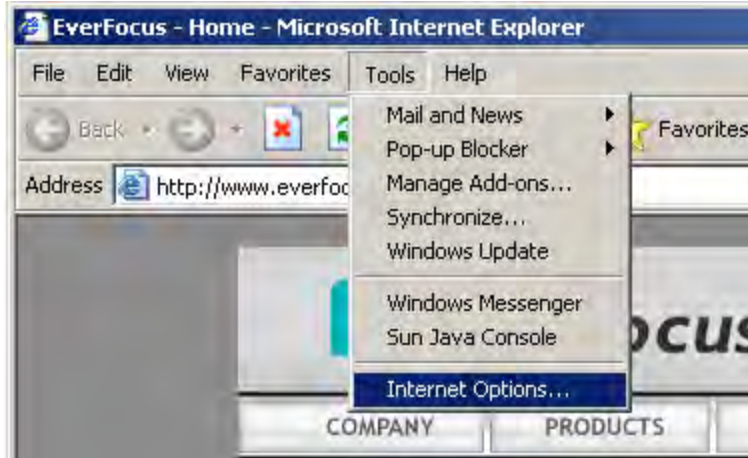 EverFocus - Home - Microsoft Internet Explorer
File Edit View Favorites Tools Help
Back Favorites
Mail and News
Pop-up Blocker
Address http://www.everfoc
Manage Add-ons...
Synchronize...
Windows Update
Windows Messenger
Sun Java Console
ocus
Internet Options...
COMPANY PRODUCTS